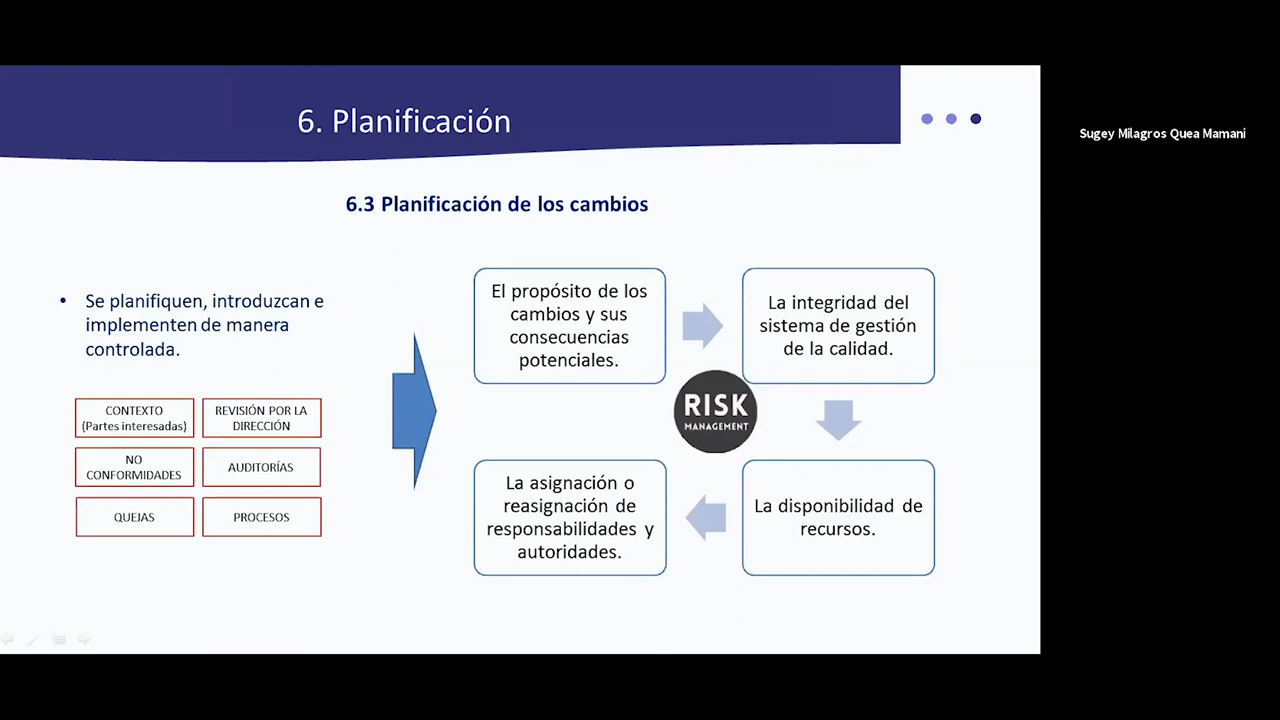 6. Planificación
Sugey Milagros Quea Mamani
6.3 Planificación de los cambios
• Se planifiquen, introduzcan e
implementen de manera
controlada.
CONTEXTO
(Partes interesadas)
REVISIÓN POR LA
DIRECCIÓN
NO
CONFORMIDADES
AUDITORÍAS
QUEJAS
PROCESOS
El propósito de los
cambios y sus
consecuencias
potenciales.
La integridad del
sistema de gestión
de la calidad.
RISK
MANAGEMENT
La asignación o
reasignación de
responsabilidades y
autoridades.
La disponibilidad de
recursos.